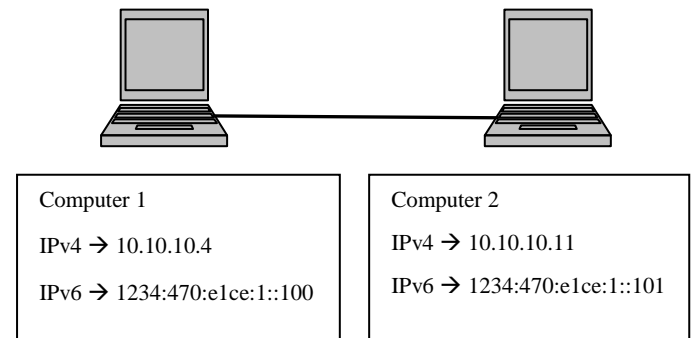 Computer 1
IPv4 → 10.10.10.4
IPv6 → 1234:470:e1ce:1::100
Computer 2
IPv4 → 10.10.10.11
IPv6 → 1234:470:e1ce:1::101